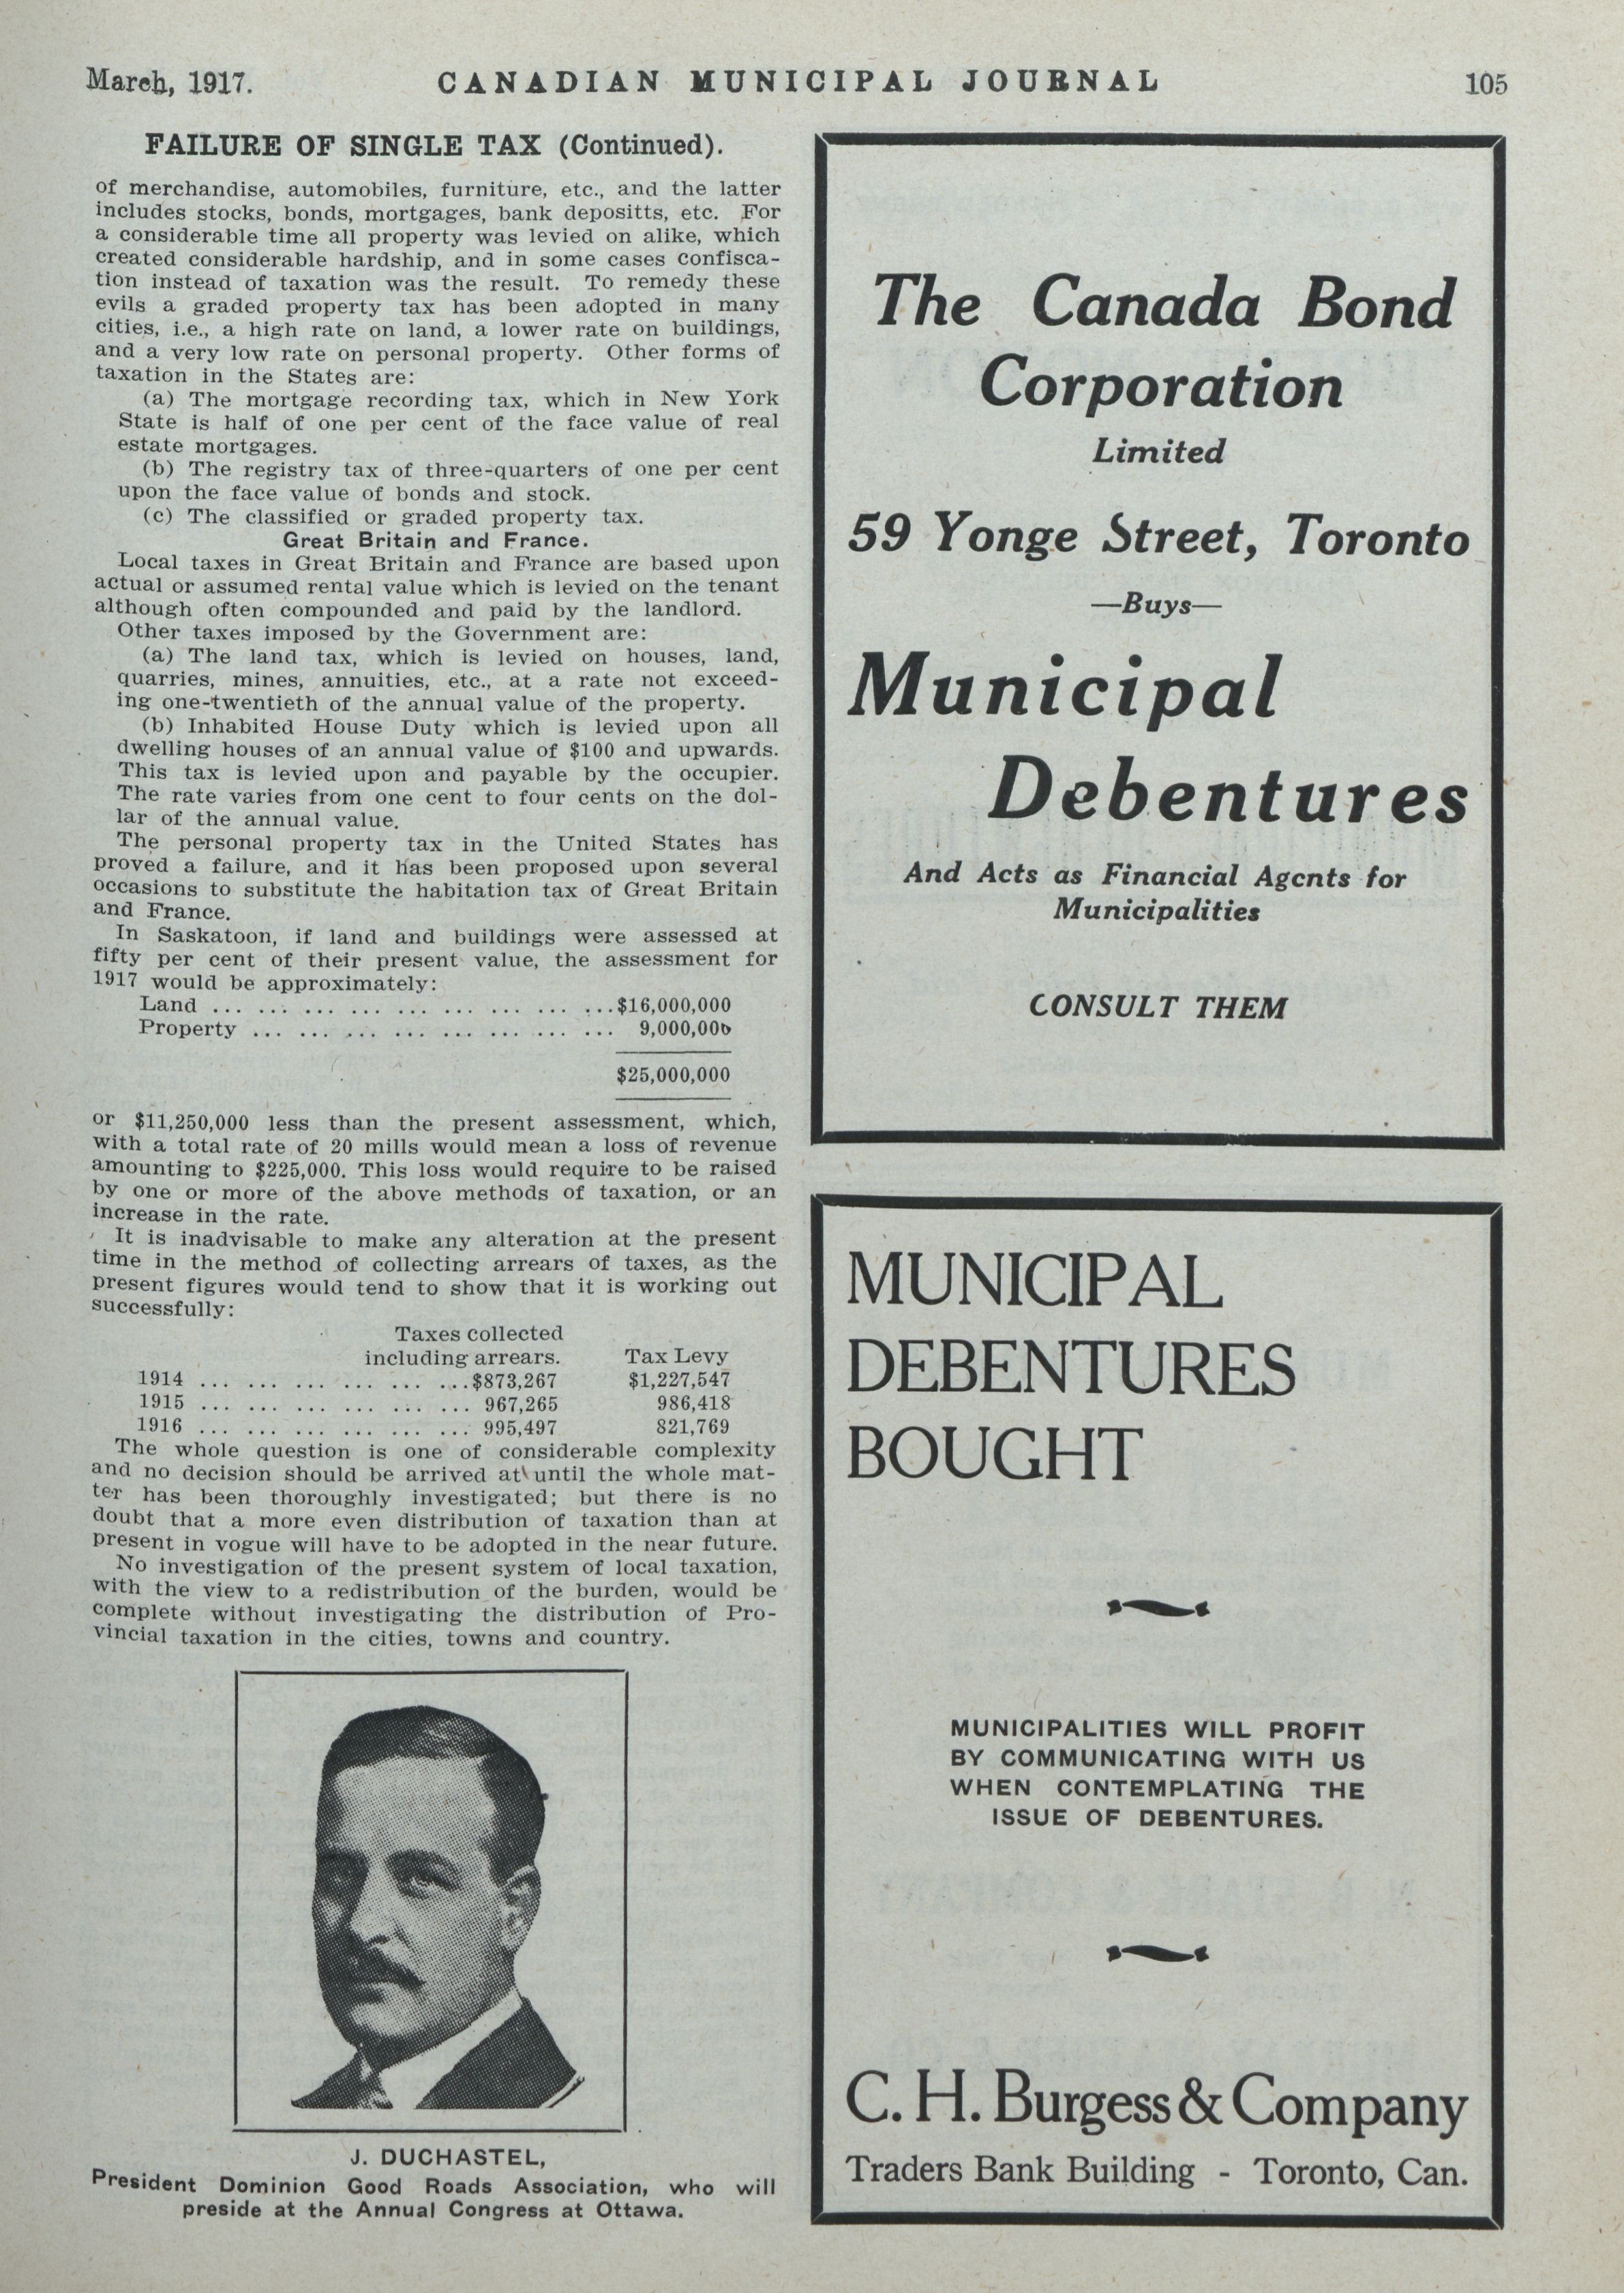 March, 1917.
CANADIAN MUNICIPAL JOURNAL
105
FAILURE OF SINGLE TAX (Continued).
of merchandise, automobiles, furniture, etc., and the latter
includes stocks, bonds, mortgages, bank depositts, etc. For
a considerable time all property was levied on alike, which
created considerable hardship, and in some cases confisca-
tion instead of taxation was the result. To remedy these
evils a graded property tax has been adopted in many
cities, i.e., a high rate on land, a lower rate on buildings,
and a very low rate on personal property. Other forms of
taxation in the States are:
(a) The mortgage recording tax, which in New York
State is half of one per cent of the face value of real
estate mortgages.
(b) The registry tax of three-quarters of one per cent
upon the face value of bonds and stock.
(c) The classified or graded property tax.
Great Britain and France.
Local taxes in Great Britain and France are based upon
actual or assumed rental value which is levied on the tenant
although often compounded and paid by the landlord.
Other taxes imposed by the Government are:
(a) The land tax, which is levied on houses, land,
quarries, mines, annuities, etc., at a rate not exceed-
ing one-twentieth of the annual value of the property.
(b) Inhabited House Duty which is levied upon all
dwelling houses of an annual value of $100 and upwards.
This tax is levied upon and payable by the occupier.
The rate varies from one cent to four cents on the dol-
lar of the annual value.
The personal property tax in the United States has
proved a failure, and it has been proposed upon several
occasions to substitute the habitation tax of Great Britain
and France.
In Saskatoon, if land and buildings were assessed at
fifty per cent of their present value, the assessment for
1917 would be approximately:
Land ... ... ... ... ... ... ... ... ...$16,000,000
Property ... ... ... ... ... ... ... ... 9,000,000
$25,000,000
or $11,250,000 less than the present assessment, which,
with a total rate of 20 mills would mean a loss of revenue
amounting to $225,000. This loss would require to be raised
by one or more of the above methods of taxation, or an
increase in the rate.
It is inadvisable to make any alteration at the present
time in the method of collecting arrears of taxes, as the
present figures would tend to show that it is working out
successfully:
Taxes collected
including arrears. Tax Levy
1914 ... ... ... ... ... ...$873,267 $1,227,547
1915 ... ... ... ... ... ... 967,265 986,418
1916 ... ... ... ... ... ... 995,497 821,769
The whole question is one of considerable complexity
and no decision should be arrived at until the whole mat-
ter has been thoroughly investigated; but there is no
doubt that a more even distribution of taxation than at
present in vogue will have to be adopted in the near future.
No investigation of the present system of local taxation,
with the view to a redistribution of the burden, would be
complete without investigating the distribution of Pro-
vincial taxation in the cities, towns and country.
J. DUCHASTEL,
President Dominion Good Roads Association, who will
preside at the Annual Congress at Ottawa.
The Canada Bond
Corporation
Limited
59 Yonge Street, Toronto
—Buys—
Municipal
Debentures
And Acts as Financial Agents for
Municipalities
CONSULT THEM
MUNICIPAL
DEBENTURES
BOUGHT
MUNICIPALITIES WILL PROFIT
BY COMMUNICATING WITH US
WHEN CONTEMPLATING THE
ISSUE OF DEBENTURES.
C. H. Burgess & Company
Traders Bank Building - Toronto, Can.